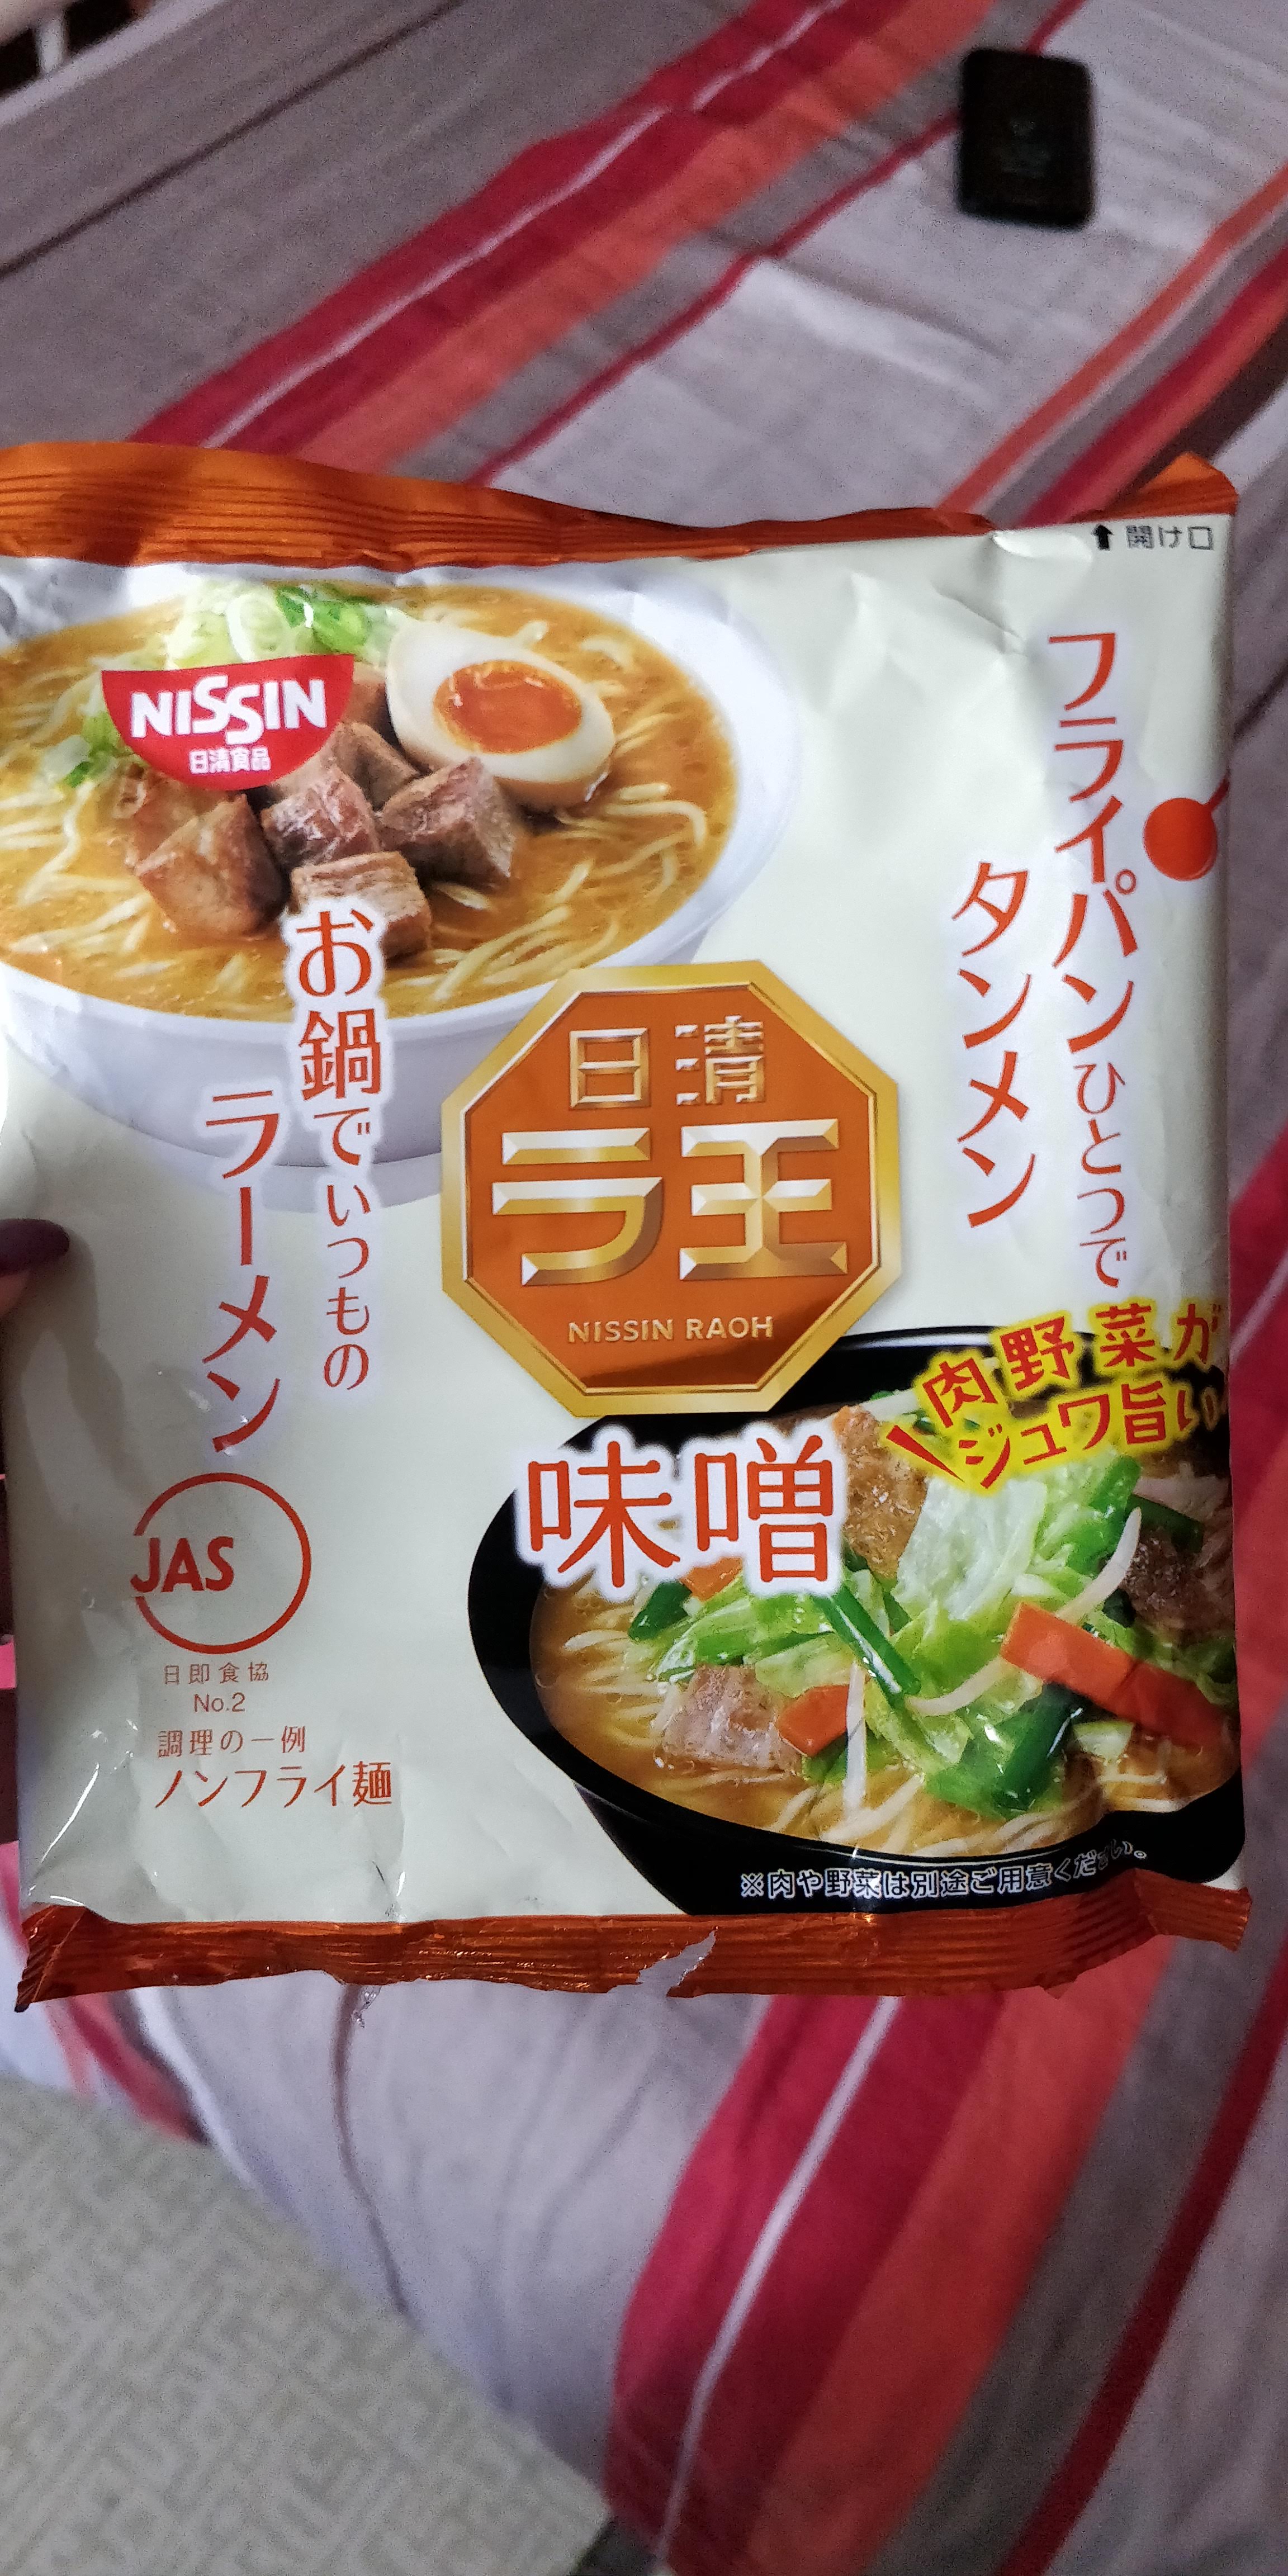 開け口
NISSIN
日清食品
フライパンひとつで
タンメン
お鍋でいつもの
ラーメン
日清
ラ王
NISSIN RAOH
肉野菜が
ジュワ旨い
味噌
JAS
日即食協
No.2
調理の一例
ノンフライ麺
※肉や野菜は別途ご用意ください。